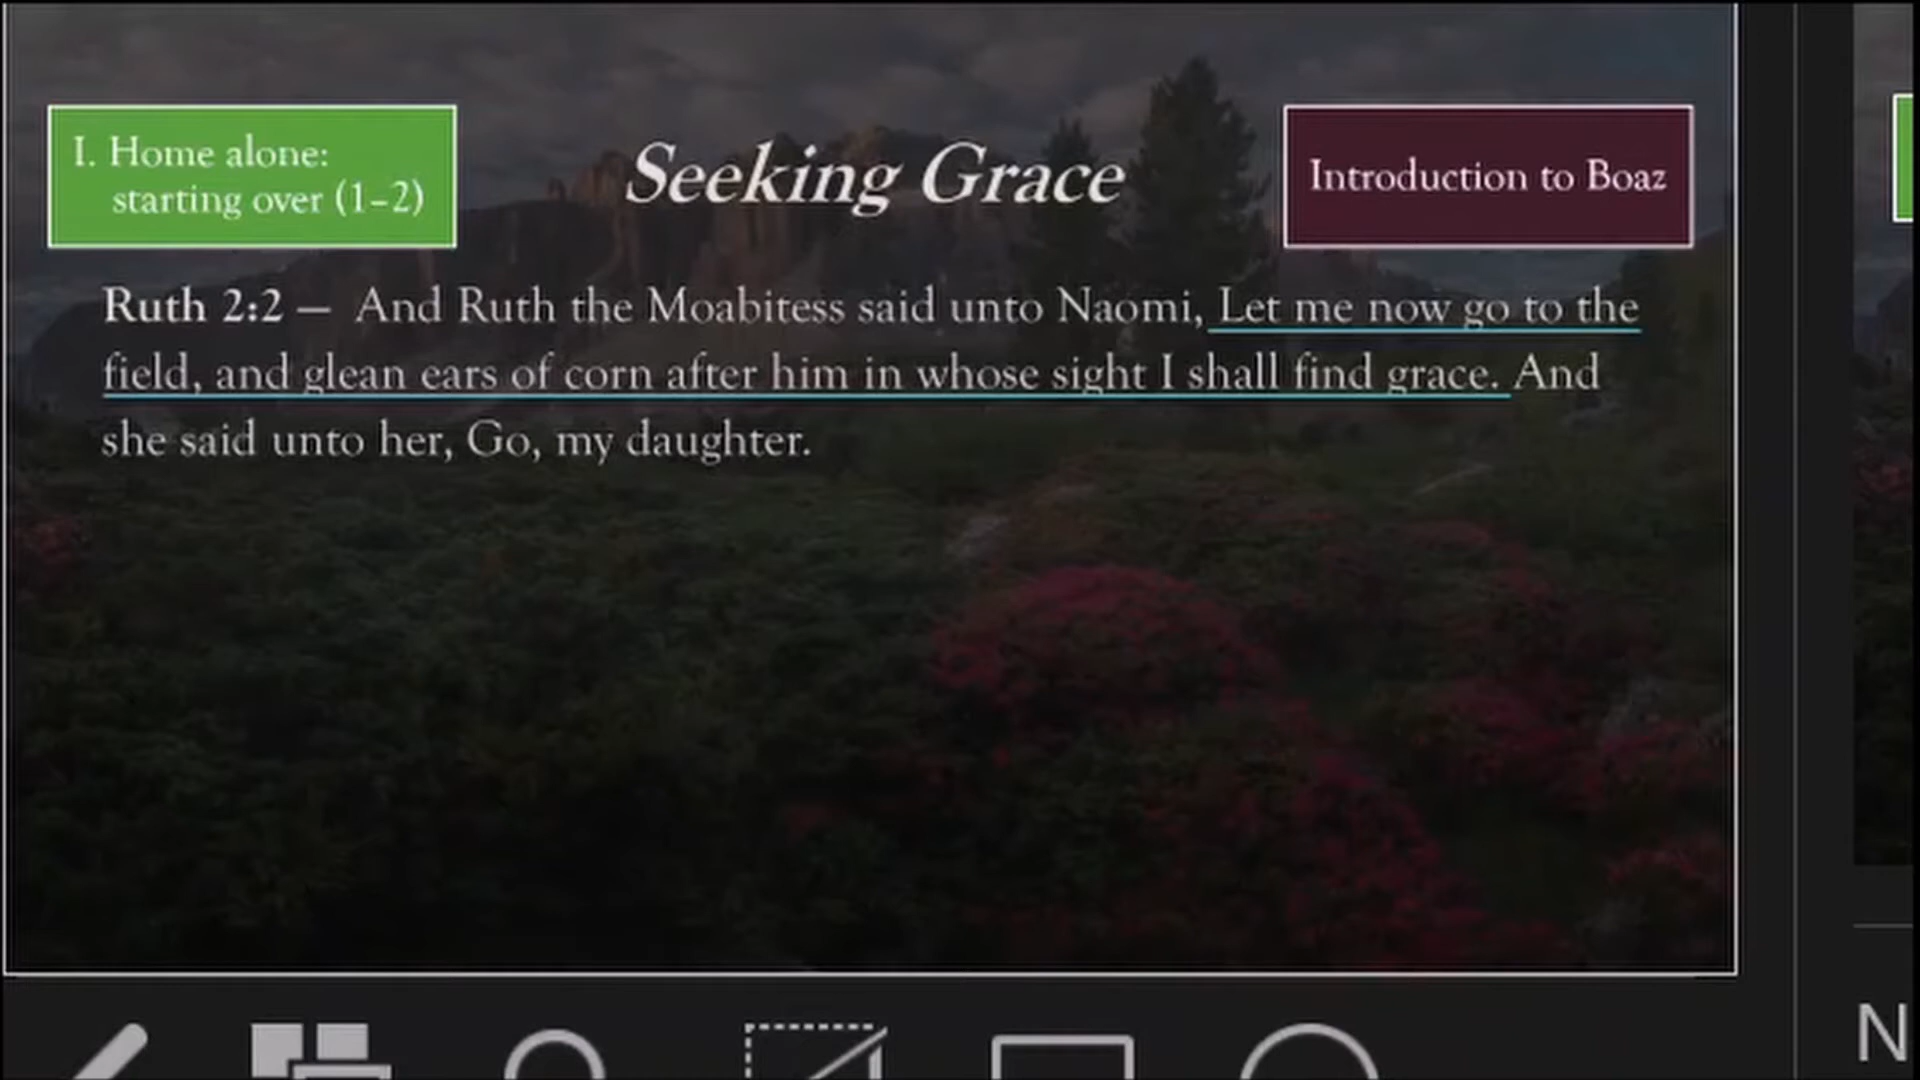 I. Home alone:
starting over (1–2)
Seeking Grace
Introduction to Boaz
Ruth 2:2 – And Ruth the Moabitess said unto Naomi, Let me now go to the
field, and glean ears of corn after him in whose sight I shall find grace. And
she said unto her, Go, my daughter.
N